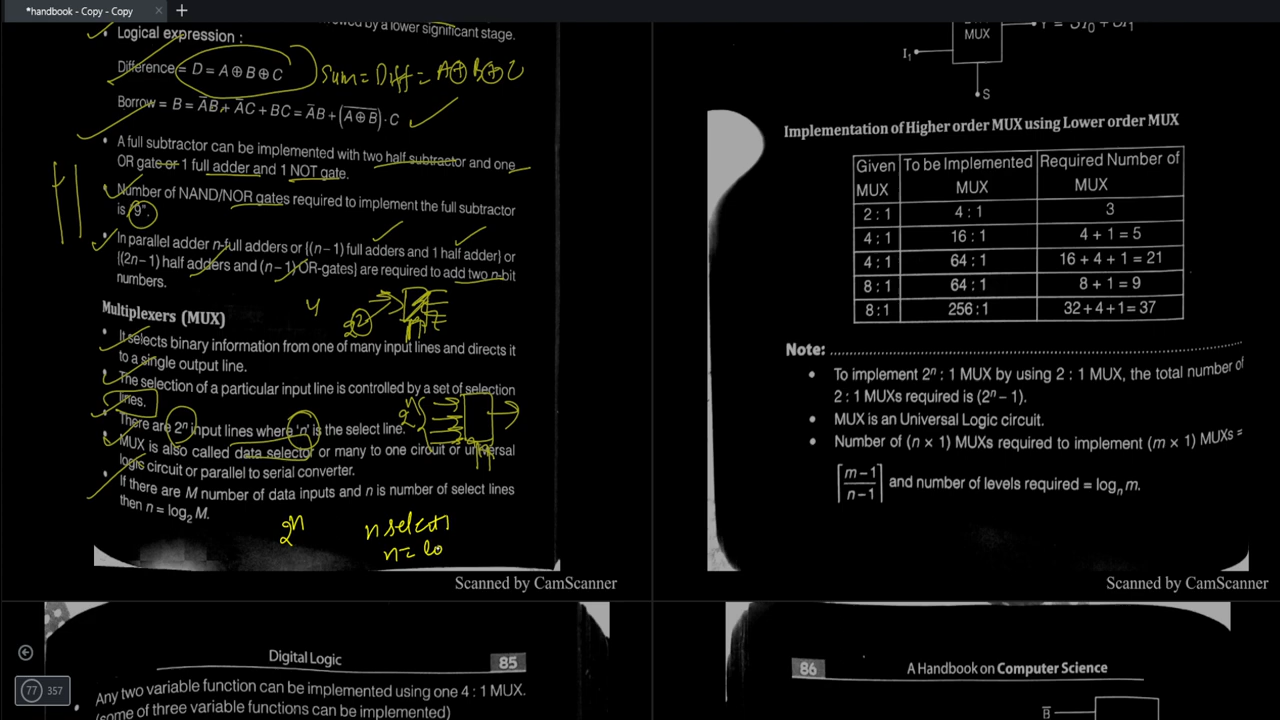 *handbook - Copy - Copy
by a lower significant stage.
• Logical expression :
Difference = D = A ⊕ B ⊕ C
Sum = Diff = A ⊕ B ⊕ C
Borrow = B = A̅B + A̅C + BC = A̅B + (A̅ ⊕ B̅) · C
• A full subtractor can be implemented with two half subtractor and one
OR gate or 1 full adder and 1 NOT gate.
• Number of NAND/NOR gates required to implement the full subtractor
is "9".
• In parallel adder n-full adders or {(n – 1) full adders and 1 half adder} or
{(2n – 1) half adders and (n – 1) OR-gates} are required to add two n-bit
numbers.
4
2²
Multiplexers (MUX)
• It selects binary information from one of many input lines and directs it
to a single output line.
• The selection of a particular input line is controlled by a set of selection
lines.
• There are 2ⁿ input lines where 'n' is the select line.
2ⁿ
n
• MUX is also called data selector or many to one circuit or universal
logic circuit or parallel to serial converter.
• If there are M number of data inputs and n is number of select lines
then n = log₂ M.
2ⁿ
n select
n = lo
Scanned by CamScanner
MUX
I₁
S
Implementation of Higher order MUX using Lower order MUX
Given MUX To be Implemented MUX Required Number of MUX
2 : 1 4 : 1 3
4 : 1 16 : 1 4 + 1 = 5
4 : 1 64 : 1 16 + 4 + 1 = 21
8 : 1 64 : 1 8 + 1 = 9
8 : 1 256 : 1 32 + 4 + 1 = 37
Note:
• To implement 2ⁿ : 1 MUX by using 2 : 1 MUX, the total number of
2 : 1 MUXs required is (2ⁿ – 1).
• MUX is an Universal Logic circuit.
• Number of (n × 1) MUXs required to implement (m × 1) MUXs =
⌈(m – 1)/(n – 1)⌉ and number of levels required = logₙ m.
Scanned by CamScanner
Digital Logic 85
• Any two variable function can be implemented using one 4 : 1 MUX.
(some of three variable functions can be implemented)
86 A Handbook on Computer Science
B̅
77 357